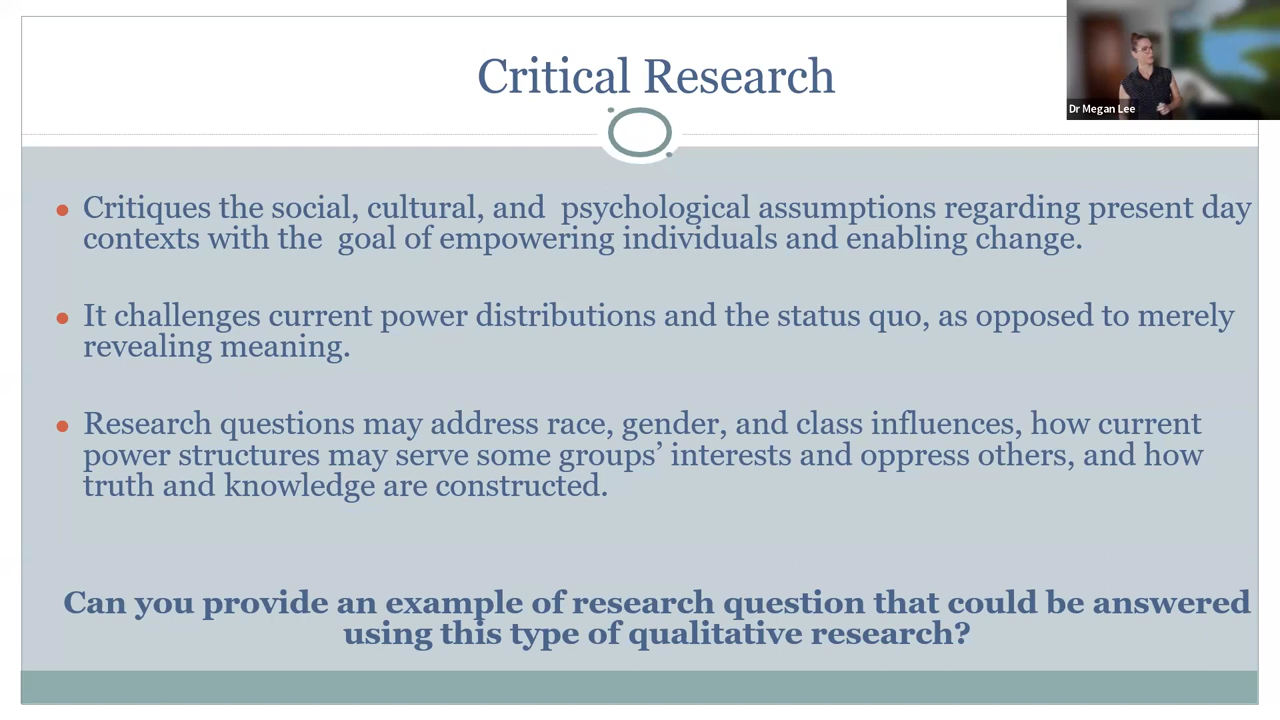 Critical Research
Dr Megan Lee
• Critiques the social, cultural, and  psychological assumptions regarding present day
contexts with the  goal of empowering individuals and enabling change.
• It challenges current power distributions and the status quo, as opposed to merely
revealing meaning.
• Research questions may address race, gender, and class influences, how current
power structures may serve some groups’ interests and oppress others, and how
truth and knowledge are constructed.
Can you provide an example of research question that could be answered
using this type of qualitative research?